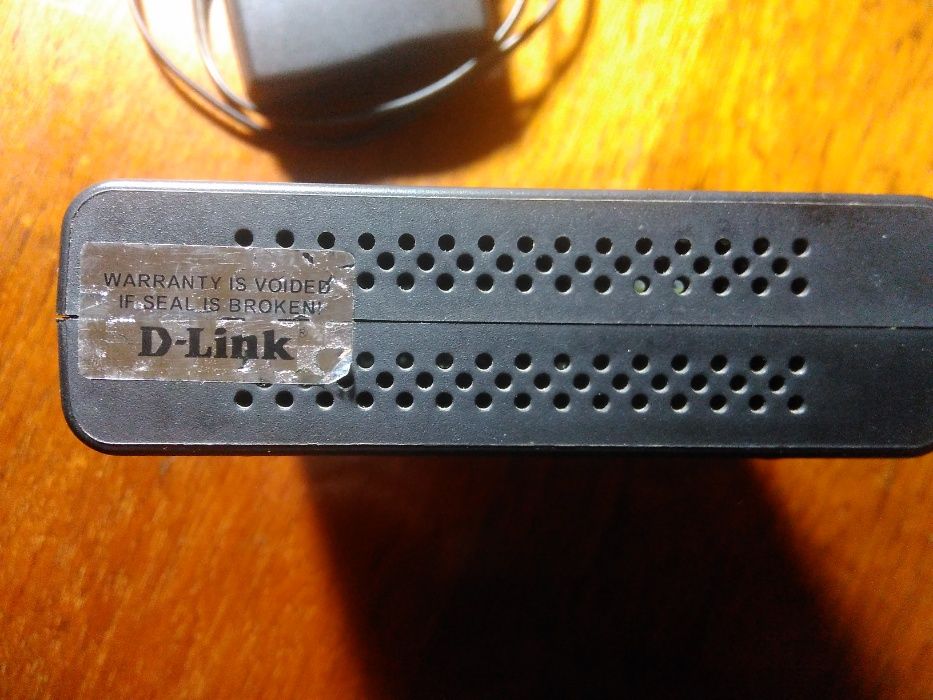 WARRANTY IS VOIDED
IF SEAL IS BROKEN!
D-Link